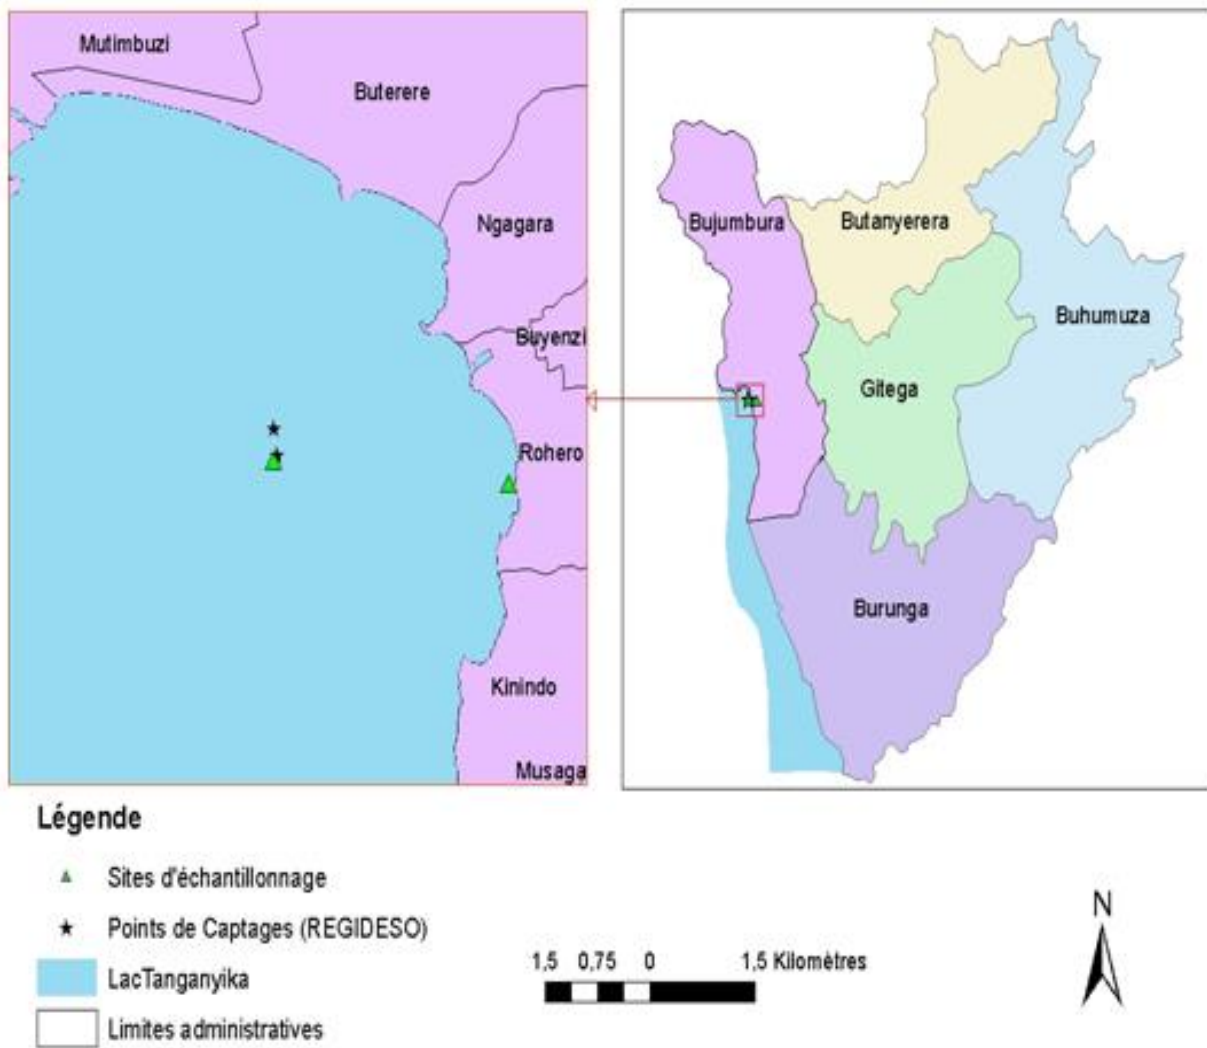 Mutimbuzi
Buterere
Ngagara
Buyenzi
Rohero
Kinindo
Musaga
Bujumbura
Butanyerera
Buhumuza
Gitega
Burunga
Légende
Sites d'échantillonnage
Points de Captages (REGIDESO)
LacTanganyika
Limites administratives
1,5 0,75 0 1,5 Kilomètres
N